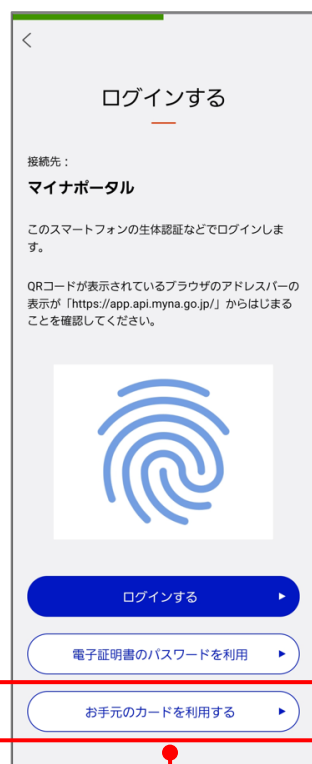 ログインする
接続先：
マイナポータル
このスマートフォンの生体認証などでログインしま
す。
QRコードが表示されているブラウザのアドレスバーの
表示が「https://app.api.myna.go.jp/」からはじまる
ことを確認してください。
ログインする
電子証明書のパスワードを利用
お手元のカードを利用する